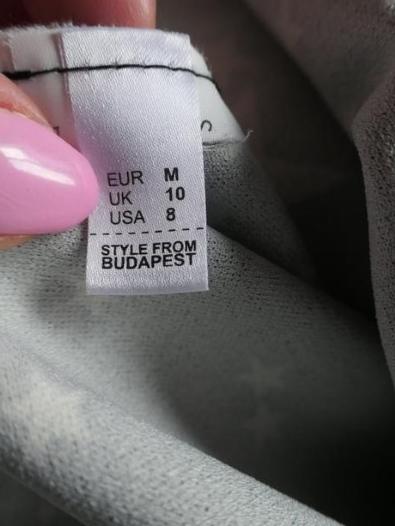 EUR M
UK 10
USA 8
STYLE FROM
BUDAPEST